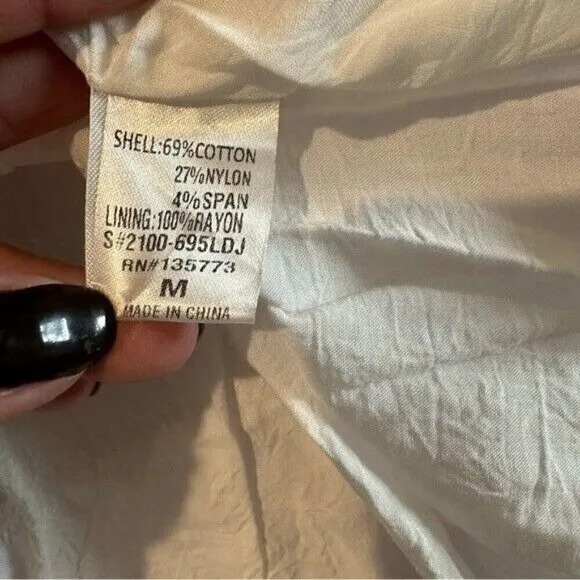 SHELL:69%COTTON
27%NYLON
4%SPAN
LINING:100%RAYON
S#2100-695LDJ
RN#135773
M
MADE IN CHINA